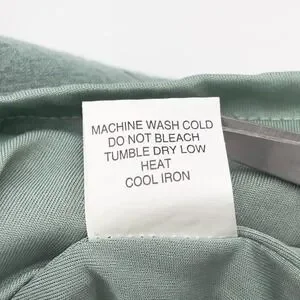 MACHINE WASH COLD
DO NOT BLEACH
TUMBLE DRY LOW
HEAT
COOL IRON